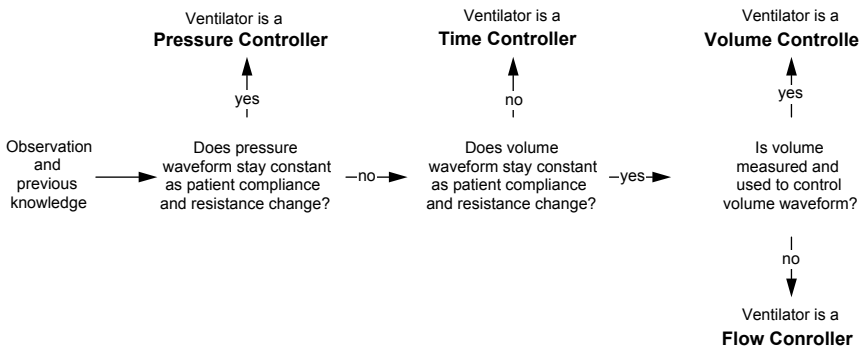 Ventilator is a
Pressure Controller
Ventilator is a
Time Controller
Ventilator is a
Volume Controlle
yes
no
yes
Observation
and
previous
knowledge
Does pressure
waveform stay constant
as patient compliance
and resistance change?
no
Does volume
waveform stay constant
as patient compliance
and resistance change?
yes
Is volume
measured and
used to control
volume waveform?
no
Ventilator is a
Flow Conroller